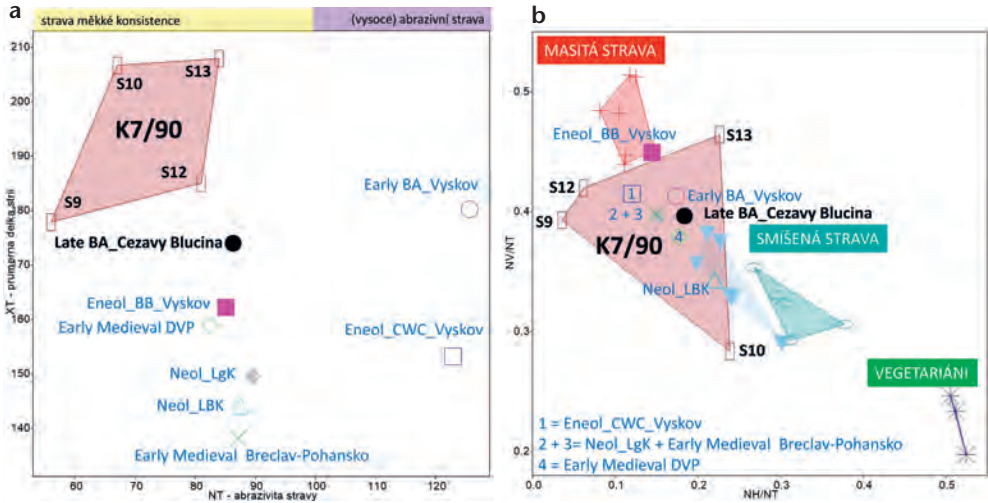 a
strava měkké konsistence
(vysoce) abrazivní strava
210
200
190
180
170
160
150
140
XT - prumerna delka strií
S10
S13
K7/90
S12
S9
Early BA_Vyskov
Late BA_Cezavy Blucina
Eneol_BB_Vyskov
Early Medieval DVP
Eneol_CWC_Vyskov
Neol_LgK
Neol_LBK
Early Medieval Breclav-Pohansko
60
70
80
90
100
110
120
NT - abrazivita stravy
b
MASITÁ STRAVA
0.5
0.4
0.3
0.2
NV/NT
Eneol_BB_Vyskov
S13
S12
1
Early BA_Vyskov
S9
2 + 3
Late BA_Cezavy Blucina
K7/90
4
SMÍŠENÁ STRAVA
Neol_LBK
S10
VEGETARIÁNI
1 = Eneol_CWC_Vyskov
2 + 3= Neol_LgK + Early Medieval Breclav-Pohansko
4 = Early Medieval DVP
0.0
0.1
0.2
0.3
0.4
0.5
NH/NT